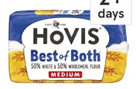 2+
days
HOVIS
Best of Both
50% WHITE & 50% WHOLEMEAL FLOUR
MEDIUM